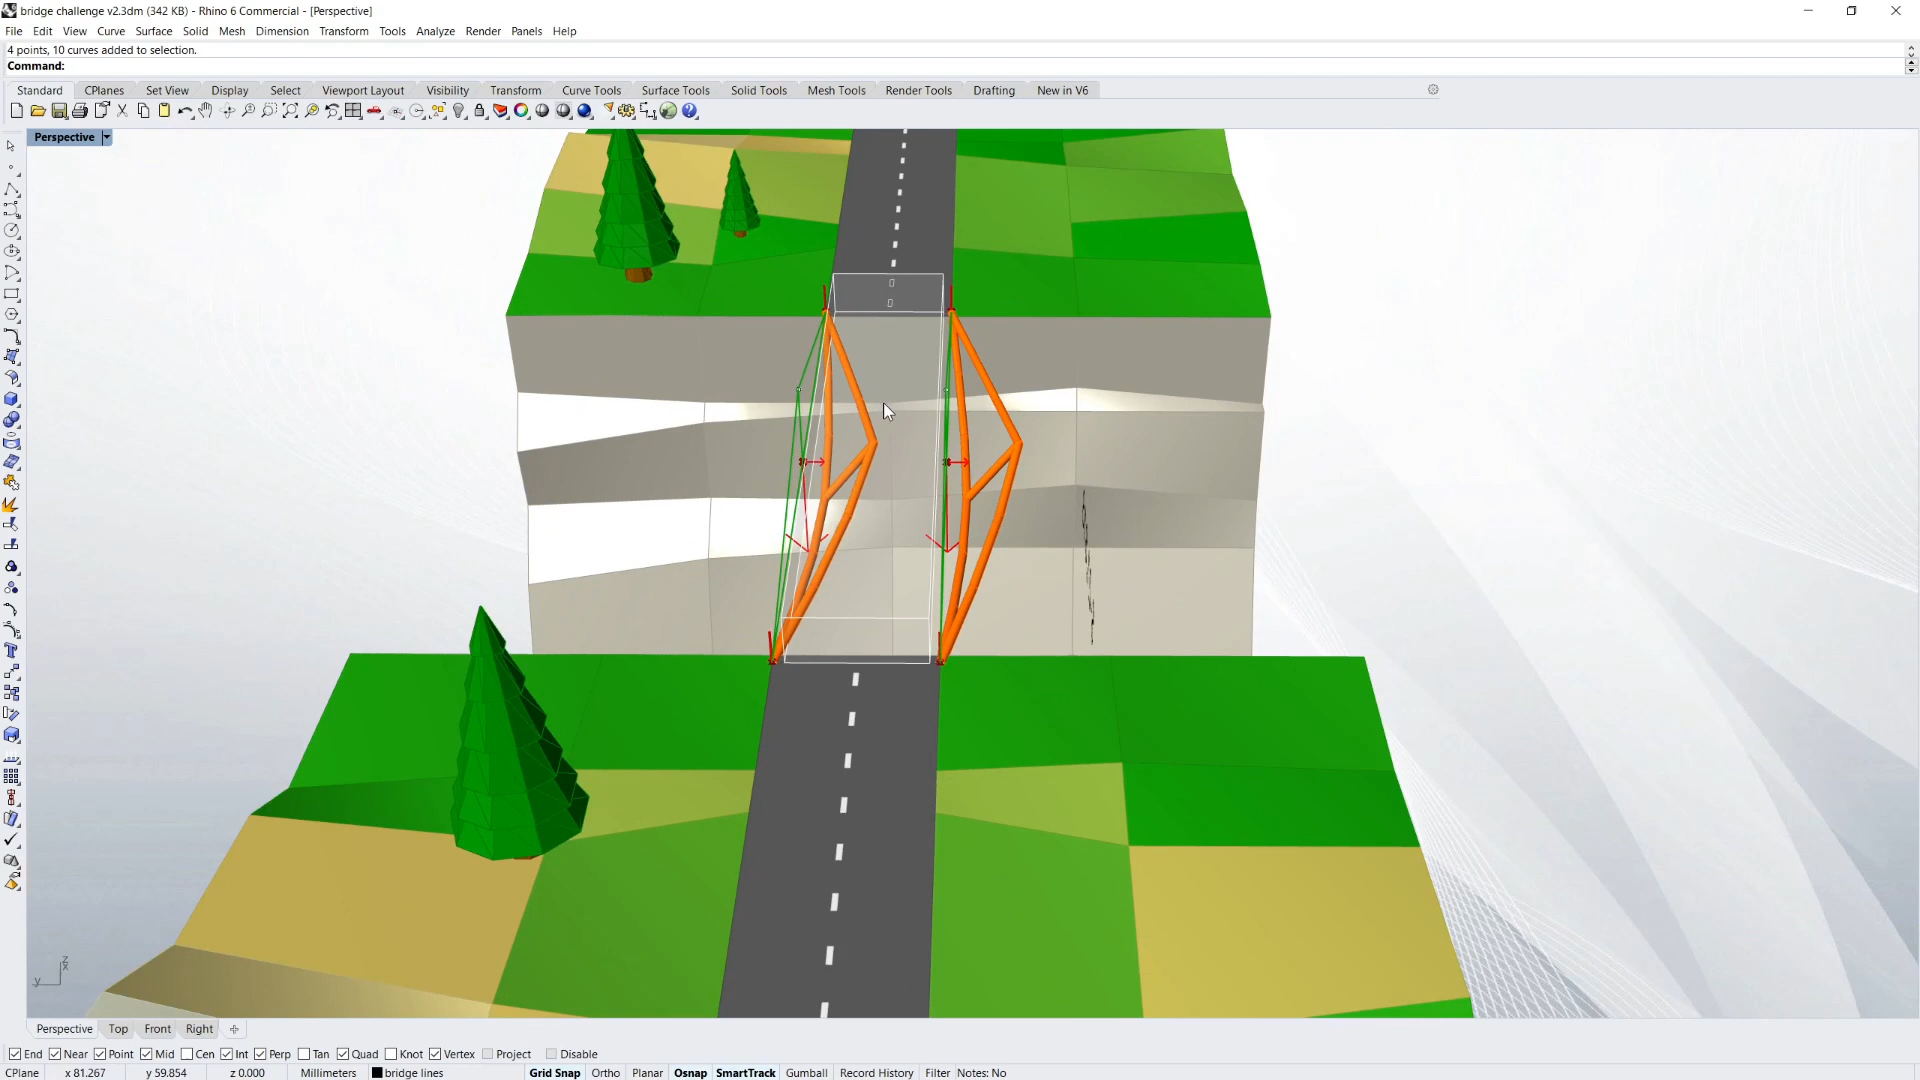 bridge challenge v2.3dm (342 KB) - Rhino 6 Commercial - [Perspective]
File Edit View Curve Surface Solid Mesh Dimension Transform Tools Analyze Render Panels Help
4 points, 10 curves added to selection.
Command:
Standard CPlanes Set View Display Select Viewport Layout Visibility Transform Curve Tools Surface Tools Solid Tools Mesh Tools Render Tools Drafting New in V6
Perspective
z
x
y
Perspective Top Front Right
End Near Point Mid Cen Int Perp Tan Quad Knot Vertex Project Disable
CPlane x 81.267 y 59.854 z 0.000 Millimeters bridge lines Grid Snap Ortho Planar Osnap SmartTrack Gumball Record History Filter Notes: No